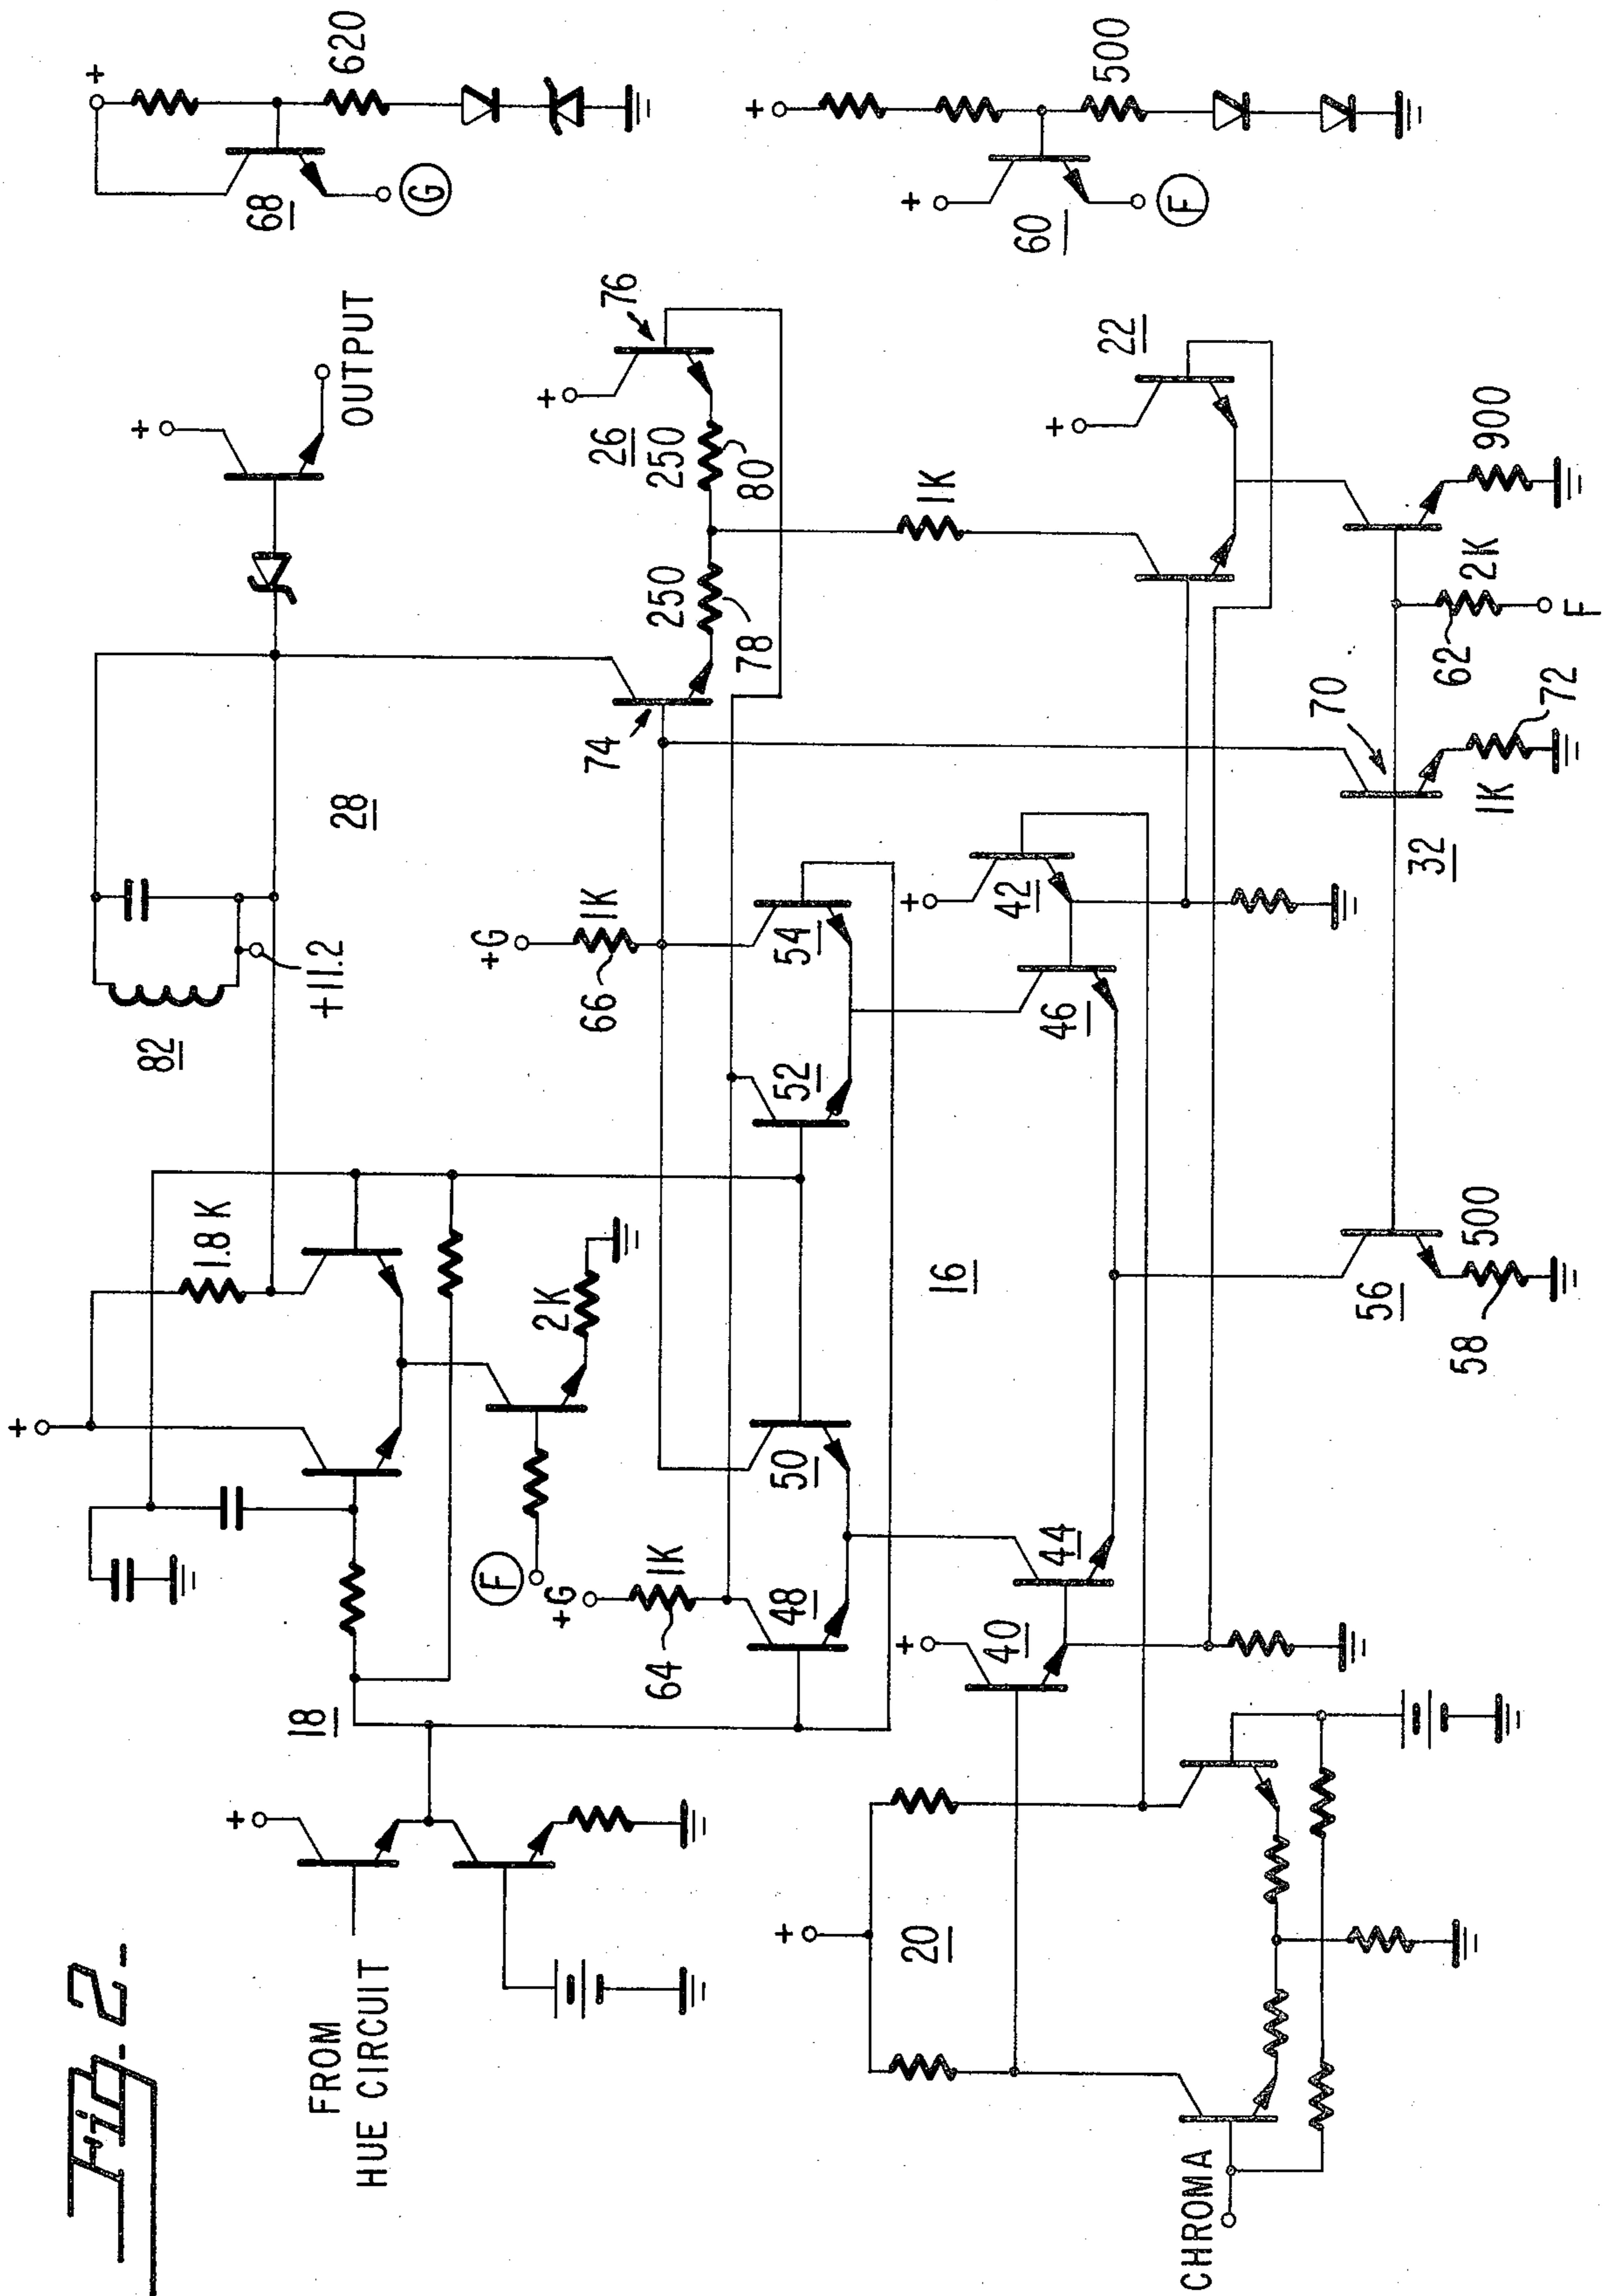 Fig. 2.
+
620
68
G
+
500
+
60
F
+
OUTPUT
76
+
26
250
80
250
78
74
28
1K
22
+
900
2K
62
F
70
72
1K
32
+11.2
82
+G
1K
66
54
52
+
42
46
16
1.8K
+
2K
F
+G
1K
64
48
50
44
+
40
56
500
58
18
+
FROM
HUE CIRCUIT
+
20
CHROMA